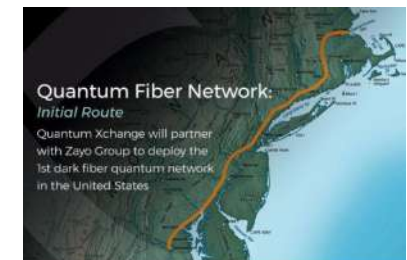 Quantum Fiber Network:
Initial Route
Quantum Xchange will partner
with Zayo Group to deploy the
1st dark fiber quantum network
in the United States